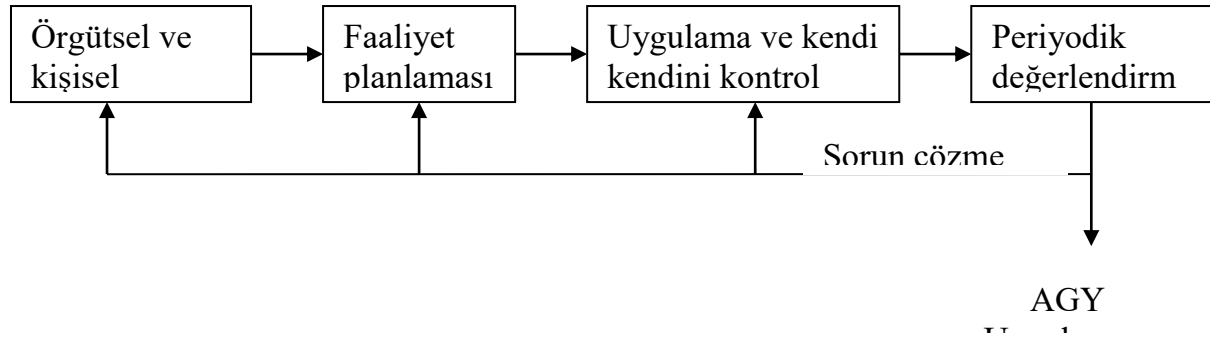 Örgütsel ve
kişisel
Faaliyet
planlaması
Uygulama ve kendi
kendini kontrol
Periyodik
değerlendirm
Sorun çözme
AGY